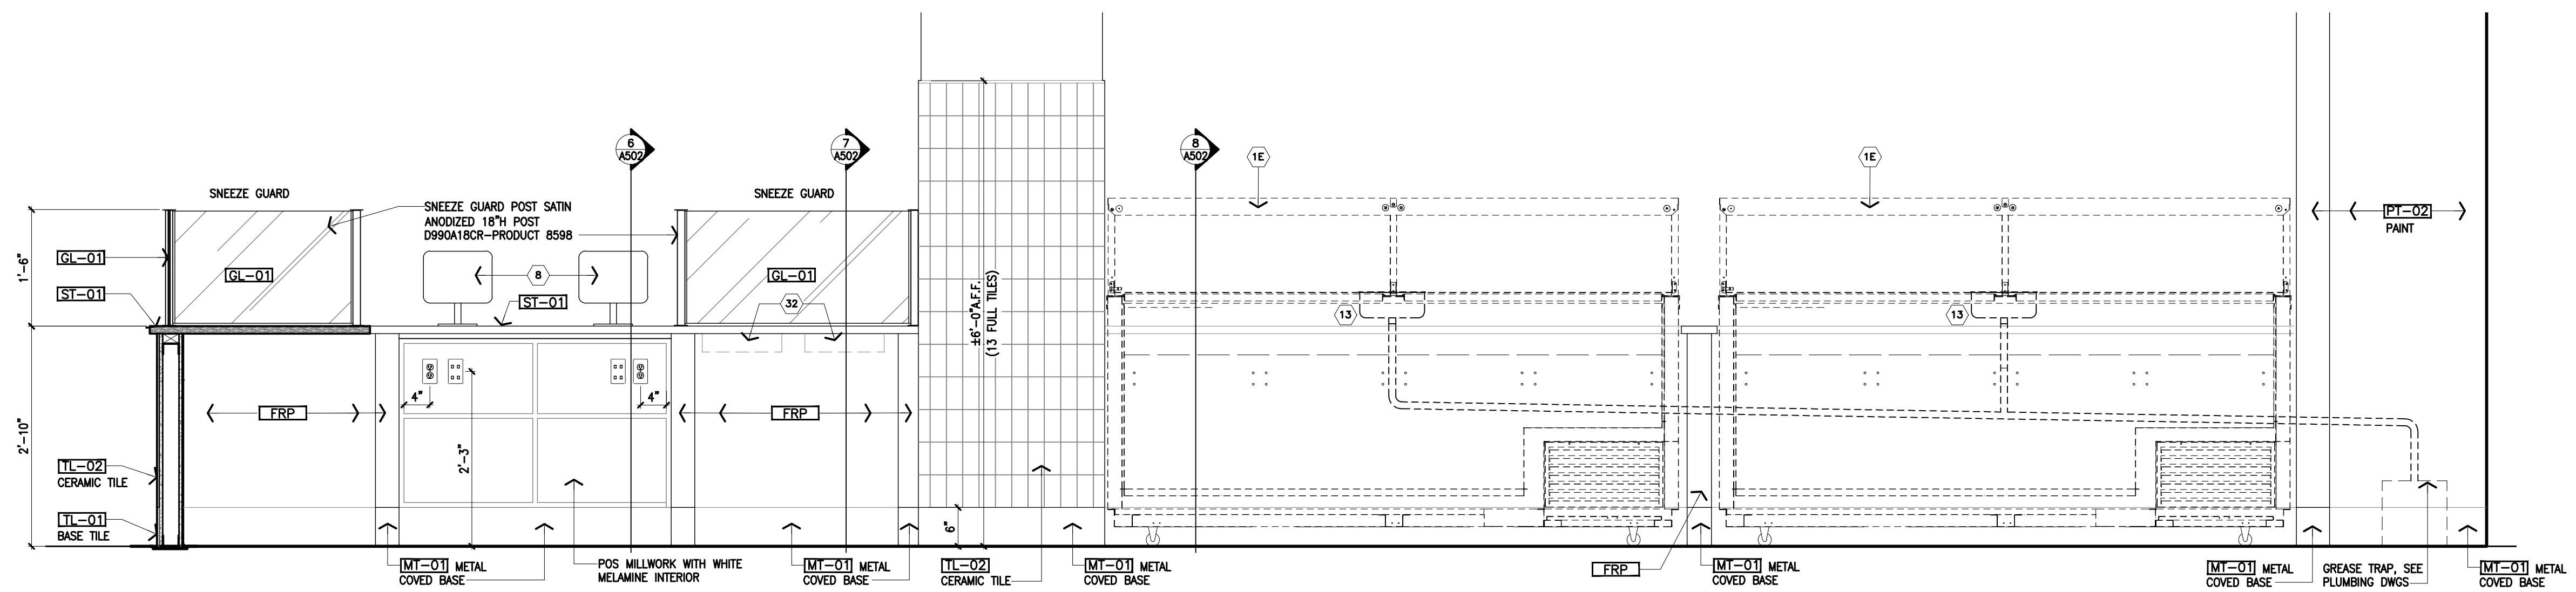 6
A502
7
A502
8
A502
1E
1E
SNEEZE GUARD
SNEEZE GUARD
SNEEZE GUARD POST SATIN
ANODIZED 18"H POST
D990A18CR-PRODUCT 8598
PT-02
PAINT
1'-6"
GL-01
GL-01
8
GL-01
ST-01
ST-01
32
±6'-0"A.F.F.
(13 FULL TILES)
13
13
2'-10"
4"
4"
FRP
FRP
2'-3"
TL-02
CERAMIC TILE
TL-01
BASE TILE
6"
MT-01 METAL
COVED BASE
POS MILLWORK WITH WHITE
MELAMINE INTERIOR
MT-01 METAL
COVED BASE
TL-02
CERAMIC TILE
MT-01 METAL
COVED BASE
FRP
MT-01 METAL
COVED BASE
MT-01 METAL
COVED BASE
GREASE TRAP, SEE
PLUMBING DWGS
MT-01 METAL
COVED BASE